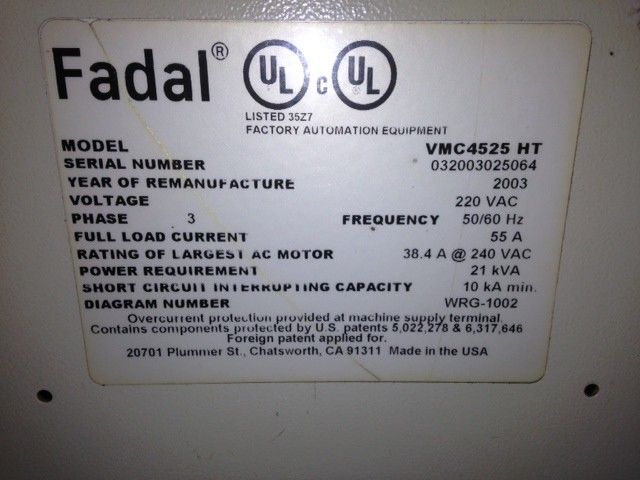 Fadal® UL c UL
LISTED 35Z7
FACTORY AUTOMATION EQUIPMENT
MODEL VMC4525 HT
SERIAL NUMBER 032003025064
YEAR OF REMANUFACTURE 2003
VOLTAGE 220 VAC
PHASE 3 FREQUENCY 50/60 Hz
FULL LOAD CURRENT 55 A
RATING OF LARGEST AC MOTOR 38.4 A @ 240 VAC
POWER REQUIREMENT 21 kVA
SHORT CIRCUIT INTERRUPTING CAPACITY 10 kA min.
DIAGRAM NUMBER WRG-1002
Overcurrent protection provided at machine supply terminal.
Contains components protected by U.S. patents 5,022,278 & 6,317,646
Foreign patent applied for.
20701 Plummer St., Chatsworth, CA 91311 Made in the USA